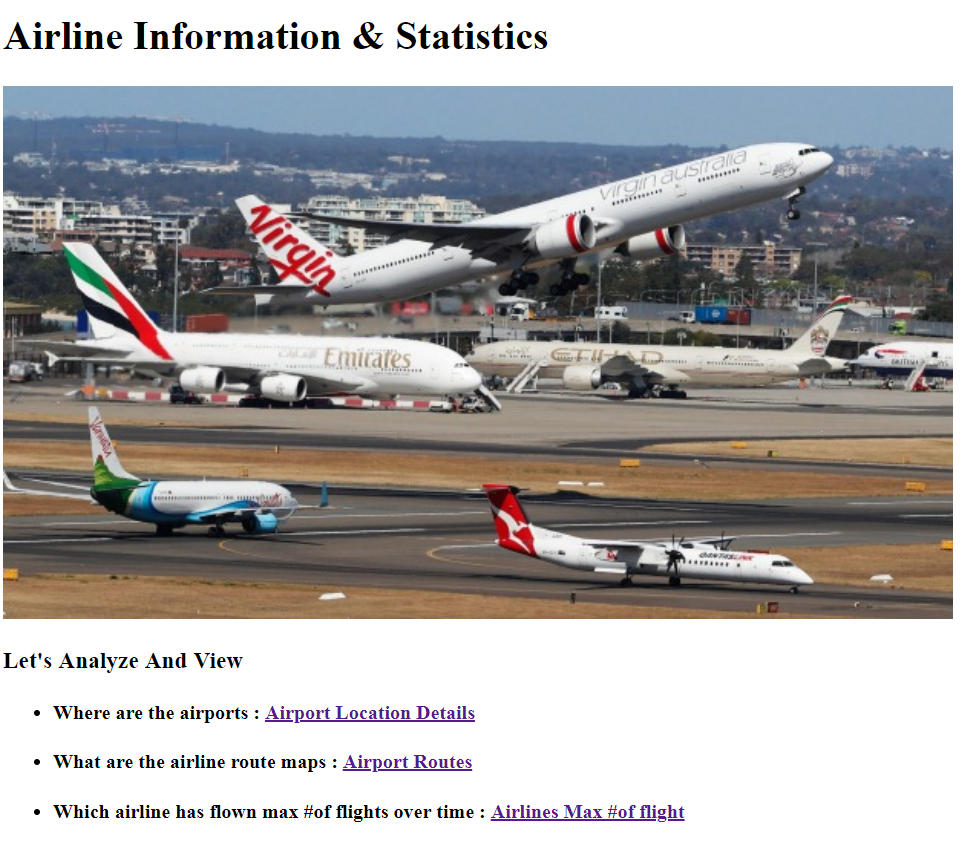 Airline Information & Statistics
virgin australia
Virgin
Emirates
ETIHAD
BRITISH
QANTASLINK
Let's Analyze And View
• Where are the airports : Airport Location Details
• What are the airline route maps : Airport Routes
• Which airline has flown max #of flights over time : Airlines Max #of flight